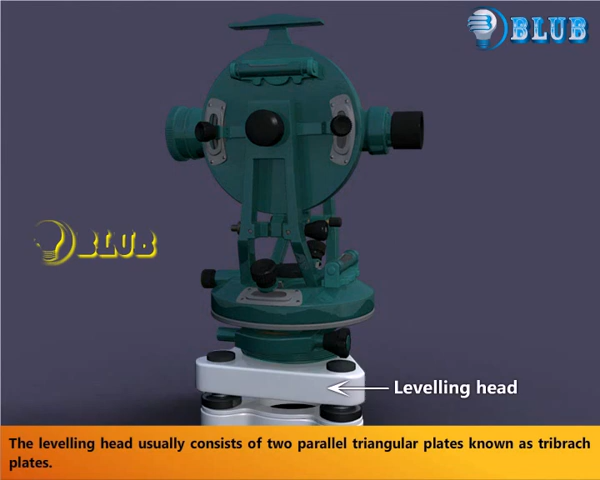 BLUB
BLUB
Levelling head
The levelling head usually consists of two parallel triangular plates known as tribrach
plates.